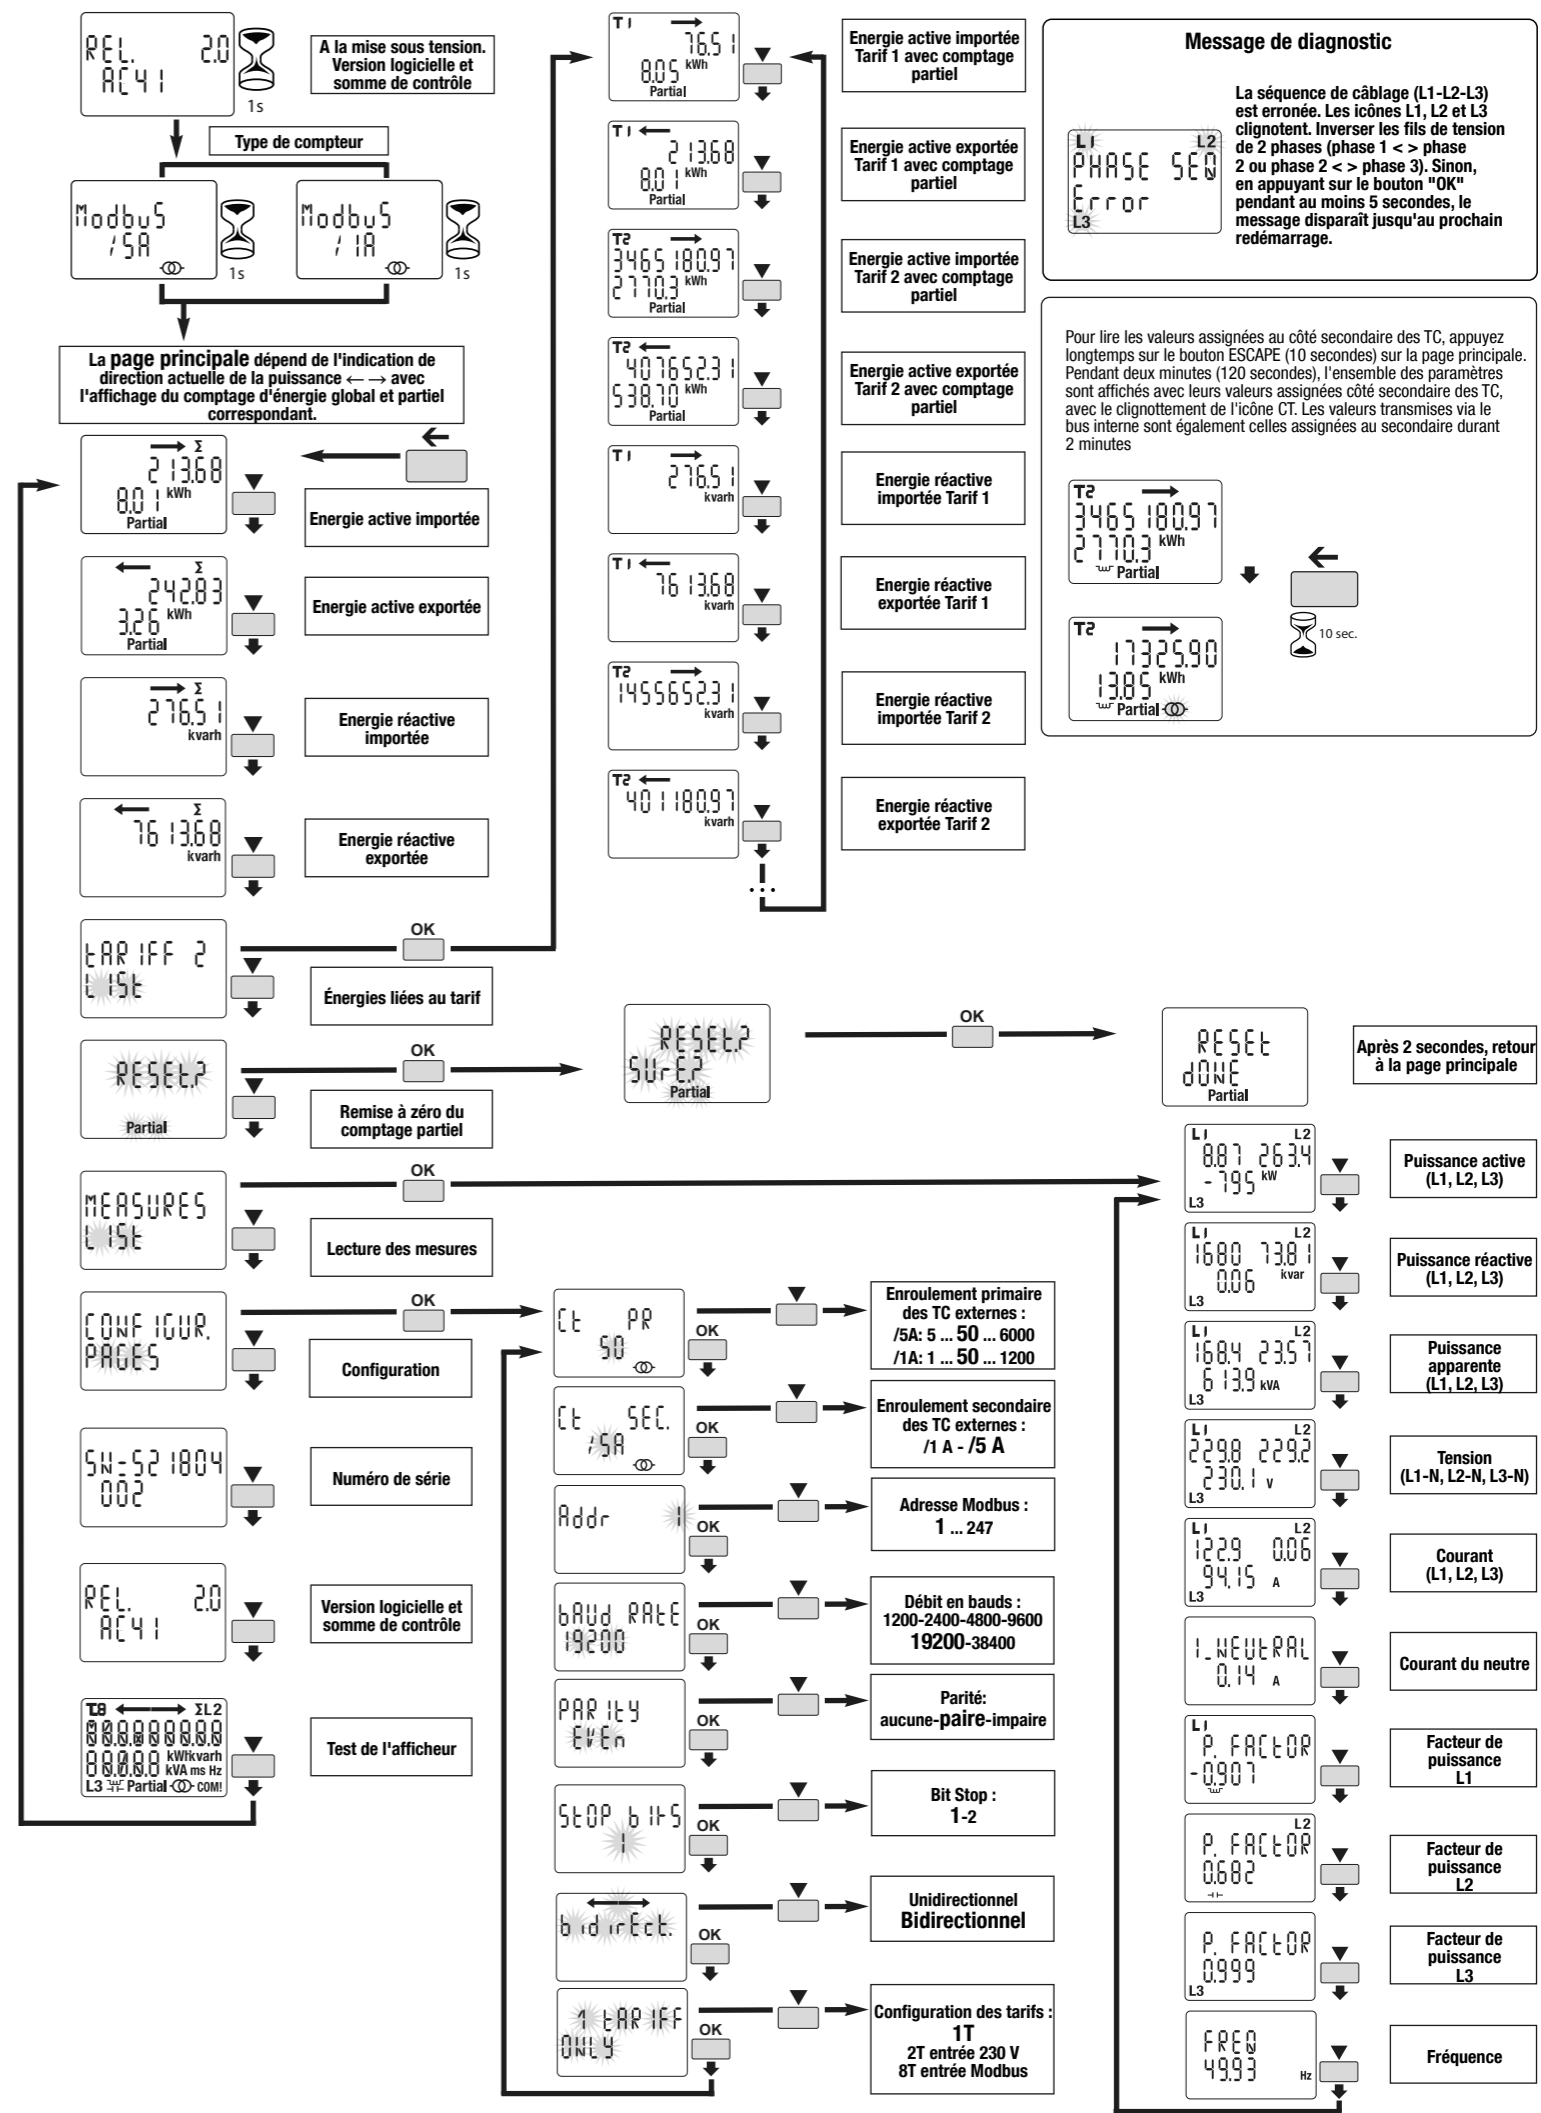 REL. 2.0
AC41
1s
A la mise sous tension.
Version logicielle et
somme de contrôle
Type de compteur
ModbuS
/5A
1s
ModbuS
/1A
1s
La page principale dépend de l'indication de
direction actuelle de la puissance ←→ avec
l'affichage du comptage d'énergie global et partiel
correspondant.
→ Σ
213.68
8.01 kWh
Partial
Energie active importée
← Σ
242.83
3.26 kWh
Partial
Energie active exportée
→ Σ
276.51
kvarh
Energie réactive
importée
← Σ
7613.68
kvarh
Energie réactive
exportée
tARIFF 2
LISt
OK
Énergies liées au tarif
RESEt.?
Partial
OK
Remise à zéro du
comptage partiel
RESEt.?
SUrE.?
Partial
OK
RESEt
dONE
Partial
Après 2 secondes, retour
à la page principale
MEASURES
LISt
OK
Lecture des mesures
CONFIGUR.
PAGES
OK
Configuration
SN-521804
002
Numéro de série
REL. 2.0
AC41
Version logicielle et
somme de contrôle
T8 ΣL2
kWhkvarh
kVA ms Hz
L3 Partial COM!
Test de l'afficheur
T1 →
76.51
8.05 kWh
Partial
Energie active importée
Tarif 1 avec comptage
partiel
T1 ←
213.68
8.01 kWh
Partial
Energie active exportée
Tarif 1 avec comptage
partiel
T2 →
3465180.97
2770.3 kWh
Partial
Energie active importée
Tarif 2 avec comptage
partiel
T2 ←
407652.31
538.70 kWh
Partial
Energie active exportée
Tarif 2 avec comptage
partiel
T1 →
276.51
kvarh
Energie réactive
importée Tarif 1
T1 ←
7613.68
kvarh
Energie réactive
exportée Tarif 1
T2 →
1455652.31
kvarh
Energie réactive
importée Tarif 2
T2 ←
401180.97
kvarh
Energie réactive
exportée Tarif 2
...
Message de diagnostic
L1 L2
PHASE SEQ
Error
L3
La séquence de câblage (L1-L2-L3)
est erronée. Les icônes L1, L2 et L3
clignotent. Inverser les fils de tension
de 2 phases (phase 1 < > phase
2 ou phase 2 < > phase 3). Sinon,
en appuyant sur le bouton "OK"
pendant au moins 5 secondes, le
message disparaît jusqu'au prochain
redémarrage.
Pour lire les valeurs assignées au côté secondaire des TC, appuyez
longtemps sur le bouton ESCAPE (10 secondes) sur la page principale.
Pendant deux minutes (120 secondes), l'ensemble des paramètres
sont affichés avec leurs valeurs assignées côté secondaire des TC,
avec le clignottement de l'icône CT. Les valeurs transmises via le
bus interne sont également celles assignées au secondaire durant
2 minutes
T2 →
3465180.97
2770.3 kWh
Partial
10 sec.
T2 →
17325.90
13.85 kWh
Partial
Ct PR
50
OK
Enroulement primaire
des TC externes :
/5A: 5 ... 50 ... 6000
/1A: 1 ... 50 ... 1200
Ct SEC.
/5A
OK
Enroulement secondaire
des TC externes :
/1 A - /5 A
Addr 1
OK
Adresse Modbus :
1 ... 247
bAUd RAtE
19200
OK
Débit en bauds :
1200-2400-4800-9600
19200-38400
PARItY
EVEn
OK
Parité:
aucune-paire-impaire
StOP bItS
1
OK
Bit Stop :
1-2
bidirEct.
OK
Unidirectionnel
Bidirectionnel
1 tARIFF
ONLY
OK
Configuration des tarifs :
1T
2T entrée 230 V
8T entrée Modbus
L1 L2
8.87 263.4
-795 kW
L3
Puissance active
(L1, L2, L3)
L1 L2
1680 73.81
0.06 kvar
L3
Puissance réactive
(L1, L2, L3)
L1 L2
168.4 23.57
613.9 kVA
L3
Puissance
apparente
(L1, L2, L3)
L1 L2
229.8 229.2
230.1 V
L3
Tension
(L1-N, L2-N, L3-N)
L1 L2
122.9 0.06
94.15 A
L3
Courant
(L1, L2, L3)
I_NEUtRAL
0.14 A
Courant du neutre
L1
P. FACtOR
-0.907
Facteur de
puissance
L1
L2
P. FACtOR
0.682
Facteur de
puissance
L2
P. FACtOR
0.999
L3
Facteur de
puissance
L3
FREQ
49.93
Hz
Fréquence